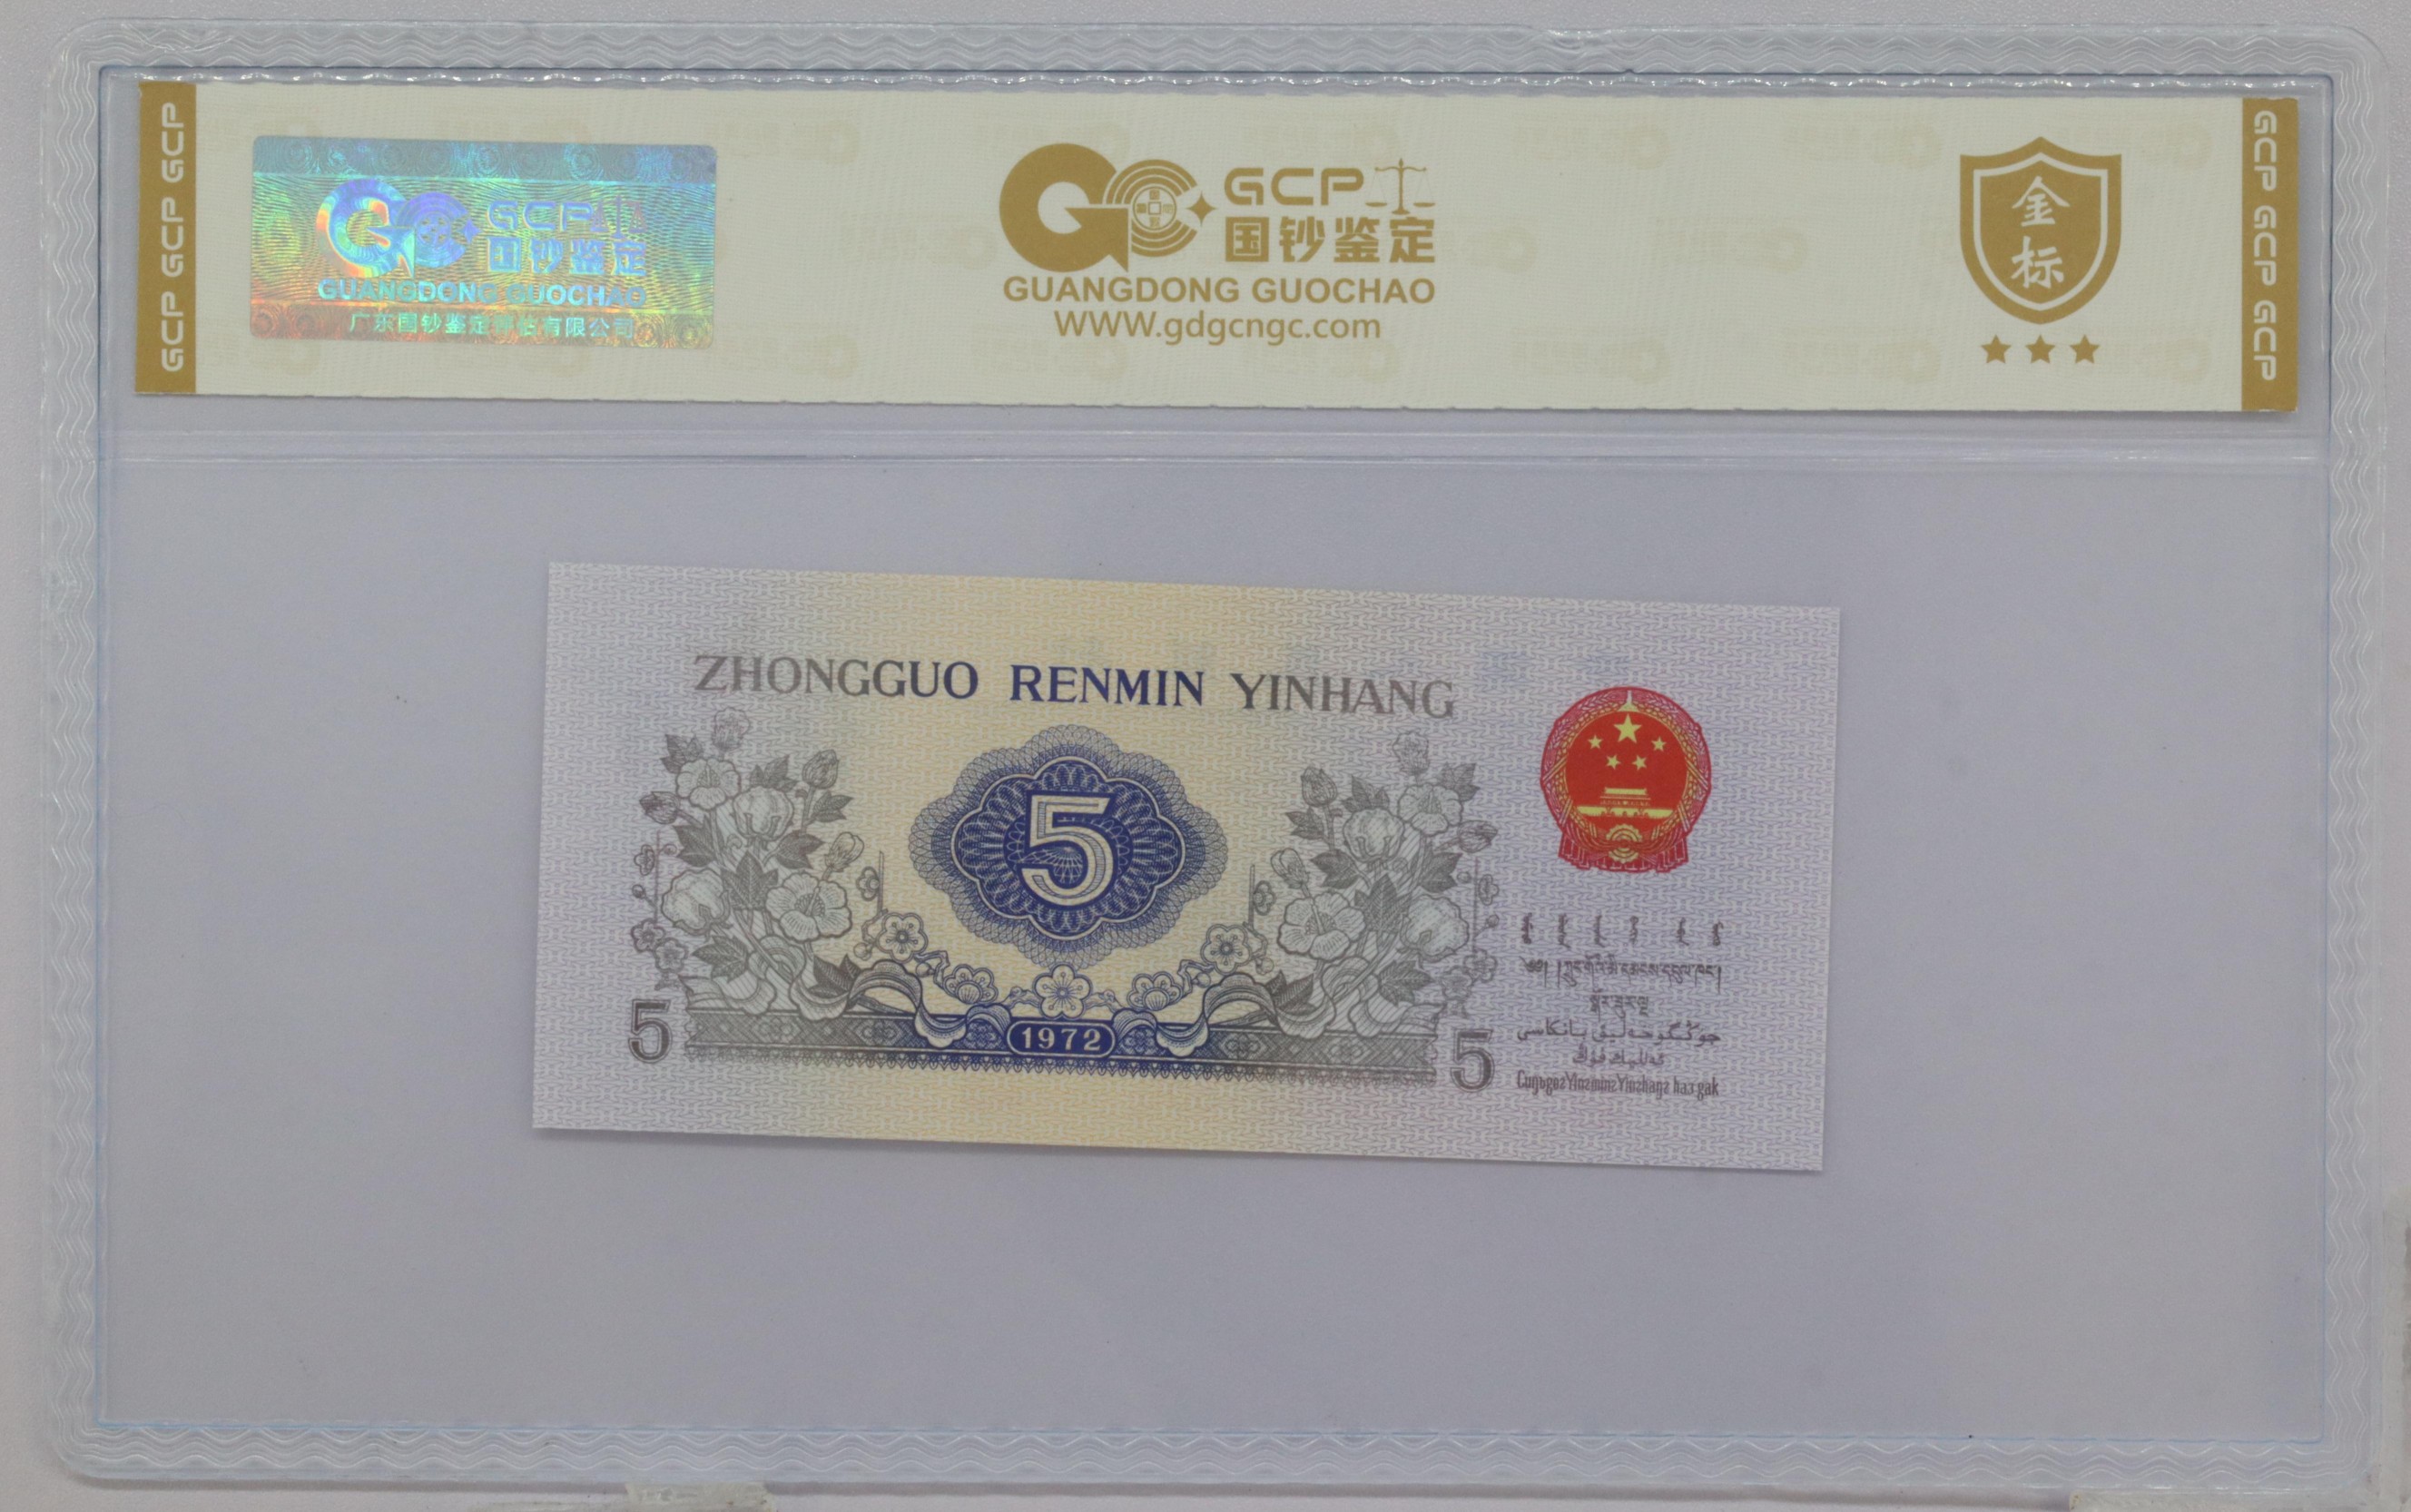 GCP GCP GCP
GCP
国钞鉴定
GUANGDONG GUOCHAO
广东国钞鉴定评估有限公司
GCP
国钞鉴定
GUANGDONG GUOCHAO
WWW.gdgcngc.com
金
标
GCP GCP GCP
ZHONGGUO RENMIN YINHANG
5
5
1972
5